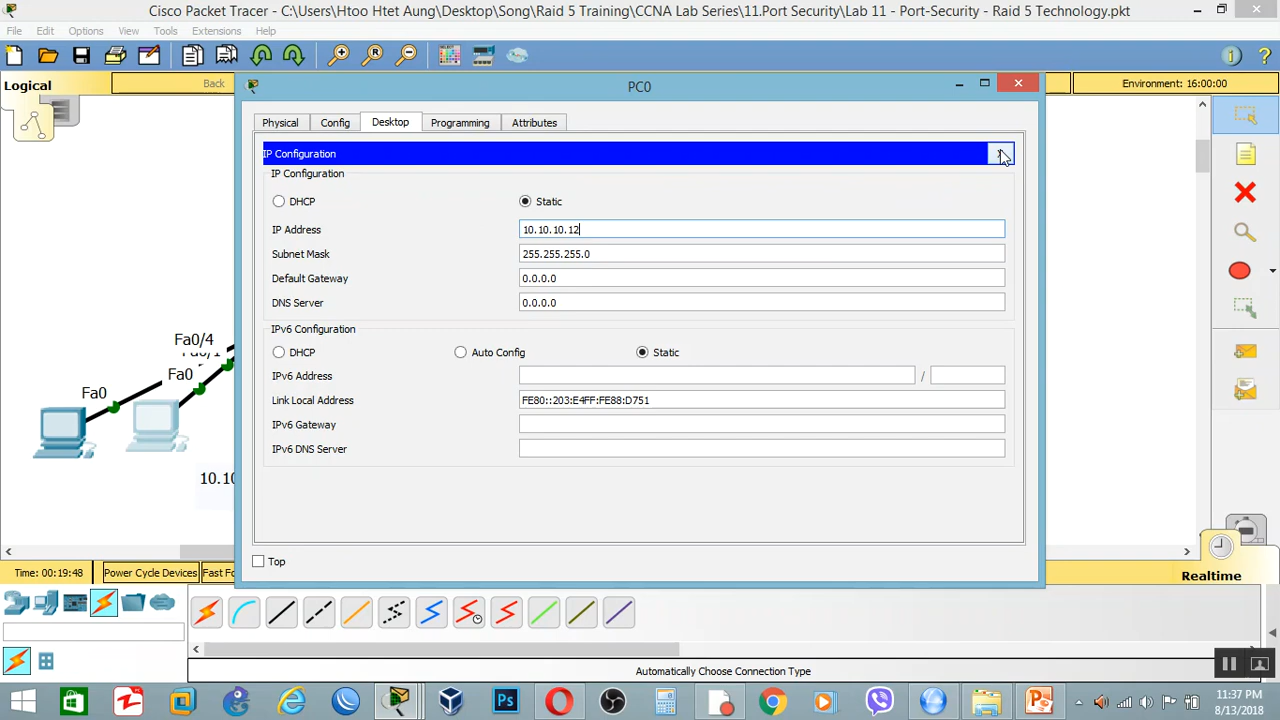 Cisco Packet Tracer - C:\Users\Htoo Htet Aung\Desktop\Song\Raid 5 Training\CCNA Lab Series\11.Port Security\Lab 11 - Port-Security - Raid 5 Technology.pkt
File Edit Options View Tools Extensions Help
Logical
Back
Environment: 16:00:00
PC0
Physical Config Desktop Programming Attributes
IP Configuration
IP Configuration
DHCP Static
IP Address 10.10.10.12
Subnet Mask 255.255.255.0
Default Gateway 0.0.0.0
DNS Server 0.0.0.0
IPv6 Configuration
DHCP Auto Config Static
IPv6 Address /
Link Local Address FE80::203:E4FF:FE88:D751
IPv6 Gateway
IPv6 DNS Server
Top
Fa0/4
Fa0/1
Fa0
Fa0
10.10
Time: 00:19:48 Power Cycle Devices Fast Fo
Realtime
Automatically Choose Connection Type
11:37 PM
8/13/2018